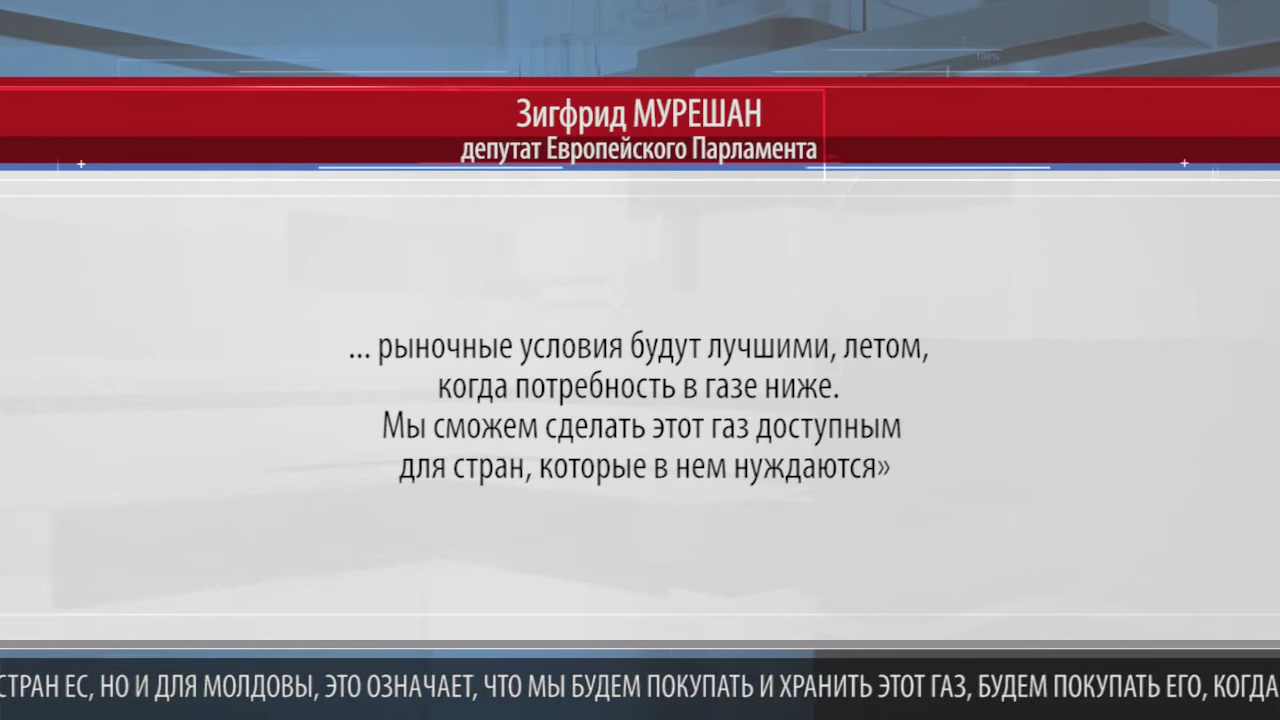 100%
Зигфрид МУРЕШАН
депутат Европейского Парламента
... рыночные условия будут лучшими, летом,
когда потребность в газе ниже.
Мы сможем сделать этот газ доступным
для стран, которые в нем нуждаются»
СТРАН ЕС, НО И ДЛЯ МОЛДОВЫ, ЭТО ОЗНАЧАЕТ, ЧТО МЫ БУДЕМ ПОКУПАТЬ И ХРАНИТЬ ЭТОТ ГАЗ, БУДЕМ ПОКУПАТЬ ЕГО, КОГДА